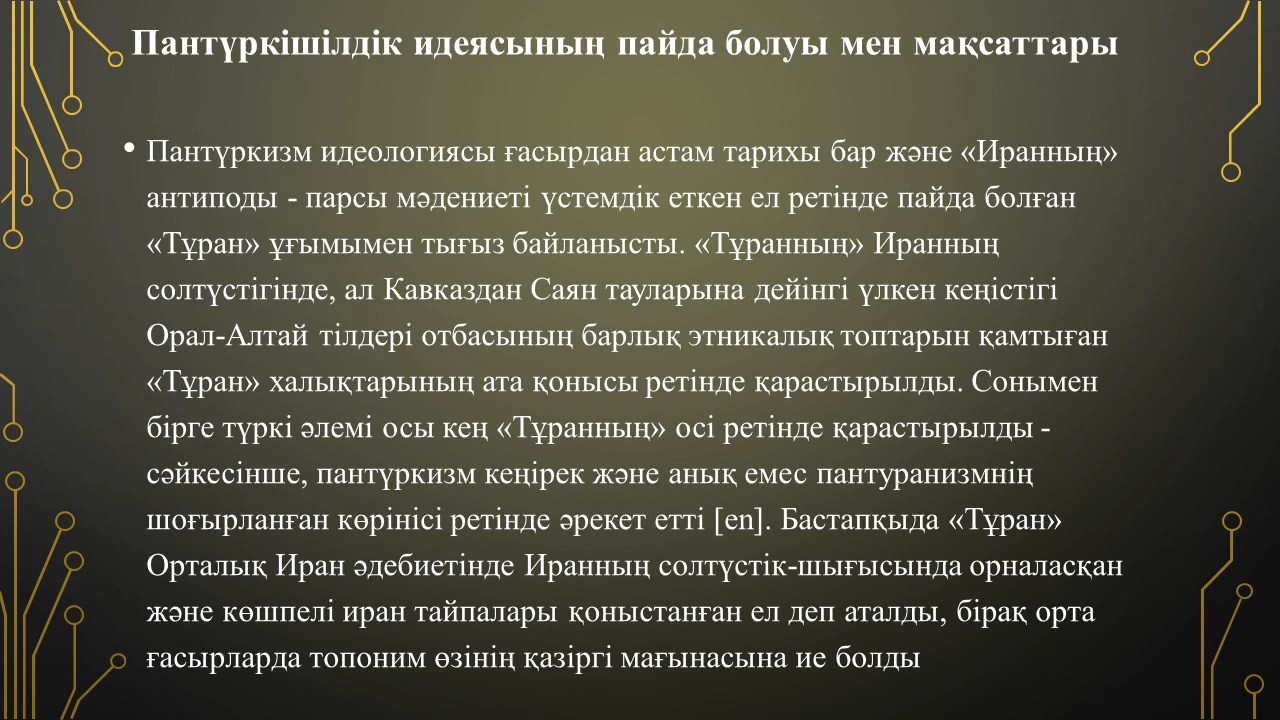 Пантүркішілдік идеясының пайда болуы мен мақсаттары
• Пантүркизм идеологиясы ғасырдан астам тарихы бар және «Иранның»
антиподы - парсы мәдениеті үстемдік еткен ел ретінде пайда болған
«Тұран» ұғымымен тығыз байланысты. «Тұранның» Иранның
солтүстігінде, ал Кавказдан Саян тауларына дейінгі үлкен кеңістігі
Орал-Алтай тілдері отбасының барлық этникалық топтарын қамтыған
«Тұран» халықтарының ата қонысы ретінде қарастырылды. Сонымен
бірге түркі әлемі осы кең «Тұранның» осі ретінде қарастырылды -
сәйкесінше, пантүркизм кеңірек және анық емес пантуранизмнің
шоғырланған көрінісі ретінде әрекет етті [en]. Бастапқыда «Тұран»
Орталық Иран әдебиетінде Иранның солтүстік-шығысында орналасқан
және көшпелі иран тайпалары қоныстанған ел деп аталды, бірақ орта
ғасырларда топоним өзінің қазіргі мағынасына ие болды